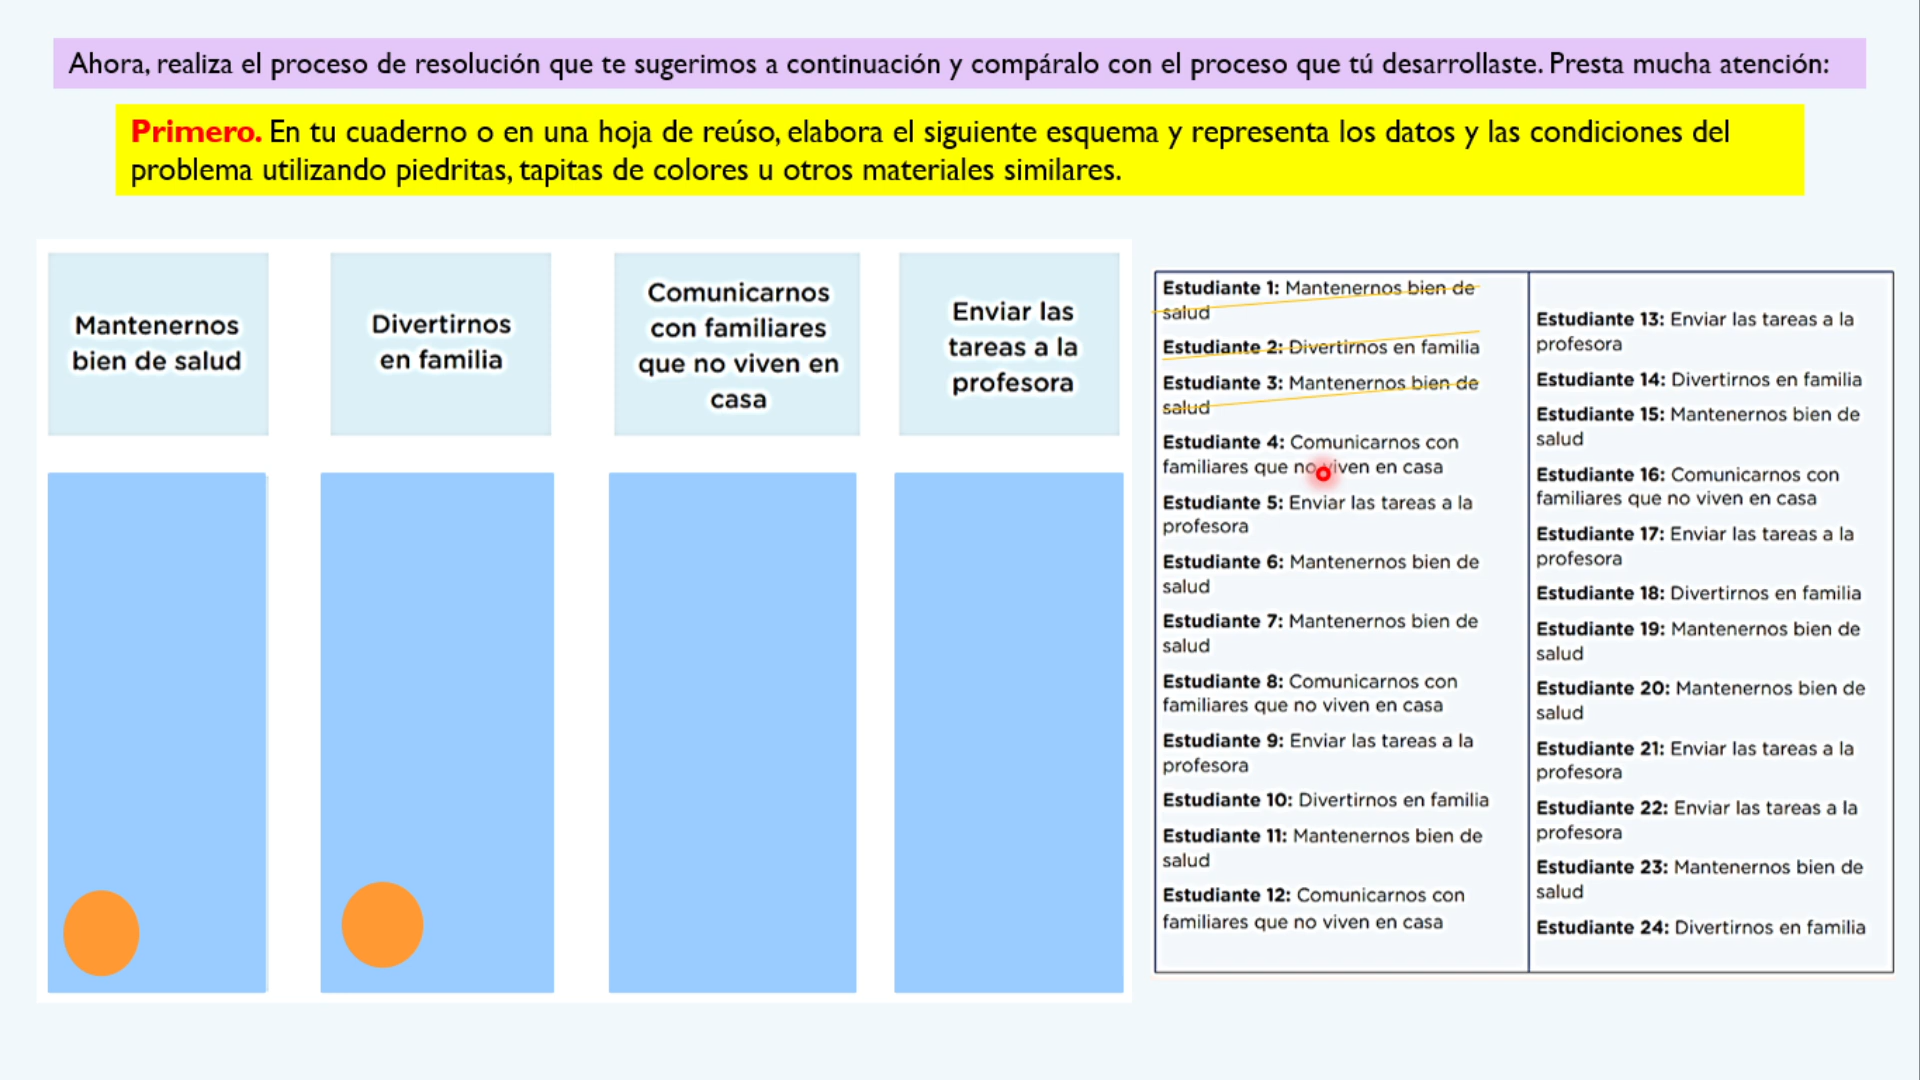 Ahora, realiza el proceso de resolución que te sugerimos a continuación y compáralo con el proceso que tú desarrollaste. Presta mucha atención:
Primero. En tu cuaderno o en una hoja de reúso, elabora el siguiente esquema y representa los datos y las condiciones del
problema utilizando piedritas, tapitas de colores u otros materiales similares.
Mantenernos
bien de salud
Divertirnos
en familia
Comunicarnos
con familiares
que no viven en
casa
Enviar las
tareas a la
profesora
Estudiante 1: Mantenernos bien de
salud
Estudiante 2: Divertirnos en familia
Estudiante 3: Mantenernos bien de
salud
Estudiante 4: Comunicarnos con
familiares que no viven en casa
Estudiante 5: Enviar las tareas a la
profesora
Estudiante 6: Mantenernos bien de
salud
Estudiante 7: Mantenernos bien de
salud
Estudiante 8: Comunicarnos con
familiares que no viven en casa
Estudiante 9: Enviar las tareas a la
profesora
Estudiante 10: Divertirnos en familia
Estudiante 11: Mantenernos bien de
salud
Estudiante 12: Comunicarnos con
familiares que no viven en casa
Estudiante 13: Enviar las tareas a la
profesora
Estudiante 14: Divertirnos en familia
Estudiante 15: Mantenernos bien de
salud
Estudiante 16: Comunicarnos con
familiares que no viven en casa
Estudiante 17: Enviar las tareas a la
profesora
Estudiante 18: Divertirnos en familia
Estudiante 19: Mantenernos bien de
salud
Estudiante 20: Mantenernos bien de
salud
Estudiante 21: Enviar las tareas a la
profesora
Estudiante 22: Enviar las tareas a la
profesora
Estudiante 23: Mantenernos bien de
salud
Estudiante 24: Divertirnos en familia